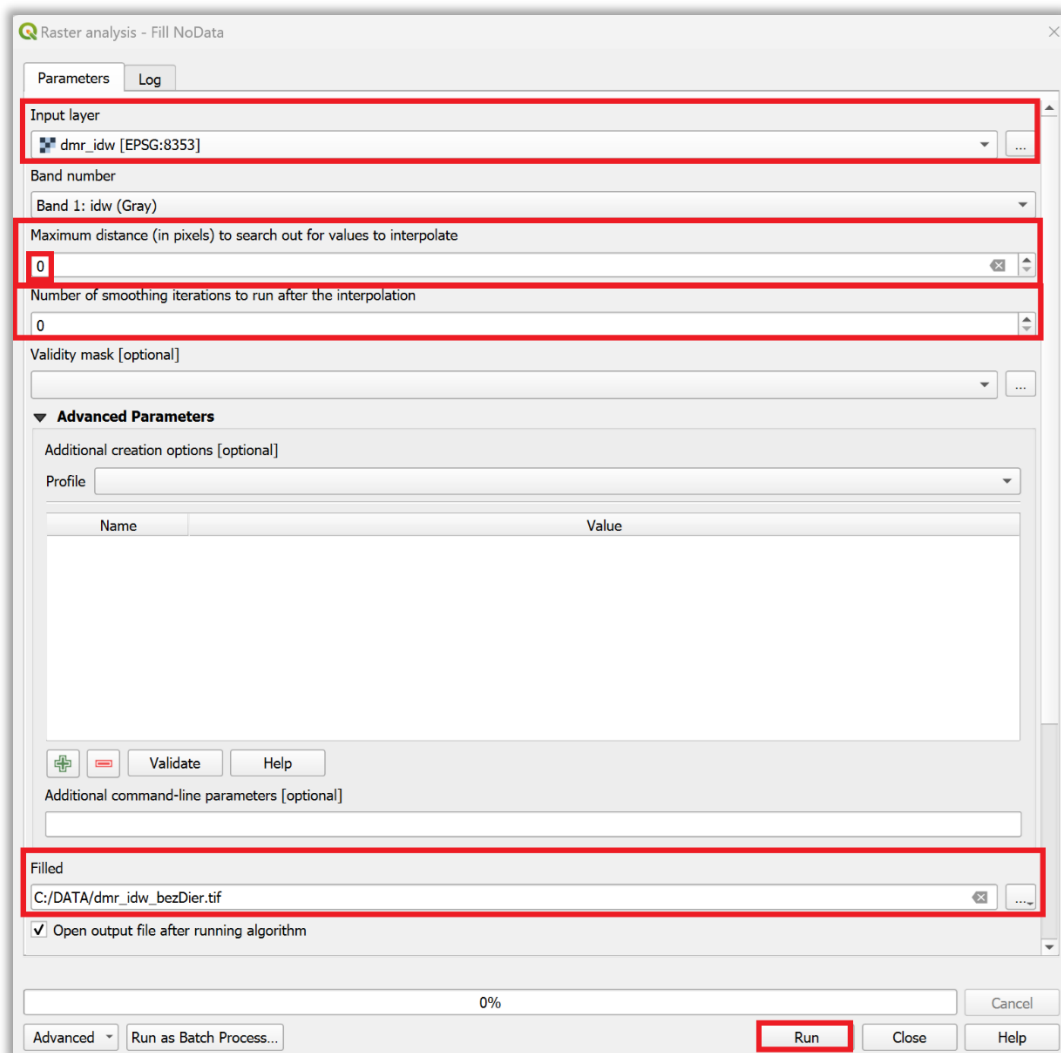 Raster analysis - Fill NoData
Parameters Log
Input layer
dmr_idw [EPSG:8353] ...
Band number
Band 1: idw (Gray)
Maximum distance (in pixels) to search out for values to interpolate
0
Number of smoothing iterations to run after the interpolation
0
Validity mask [optional]
...
Advanced Parameters
Additional creation options [optional]
Profile
Name Value
Validate Help
Additional command-line parameters [optional]
Filled
C:/DATA/dmr_idw_bezDier.tif ...
Open output file after running algorithm
0% Cancel
Advanced Run as Batch Process... Run Close Help